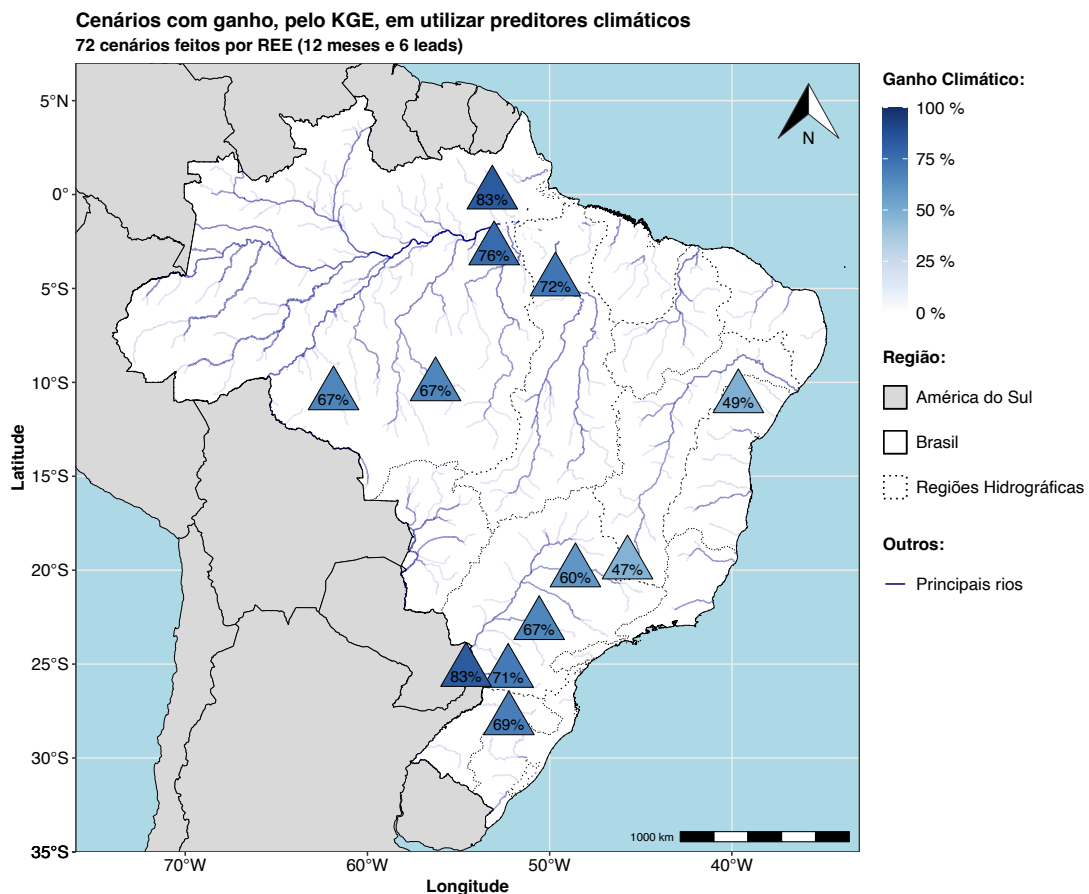 Cenários com ganho, pelo KGE, em utilizar preditores climáticos
72 cenários feitos por REE (12 meses e 6 leads)
5°N
0°
5°S
10°S
15°S
20°S
25°S
30°S
35°S
Latitude
70°W
60°W
50°W
40°W
Longitude
83%
76%
72%
67%
67%
49%
60%
47%
67%
83%
71%
69%
N
1000 km
Ganho Climático:
100 %
75 %
50 %
25 %
0 %
Região:
América do Sul
Brasil
Regiões Hidrográficas
Outros:
Principais rios